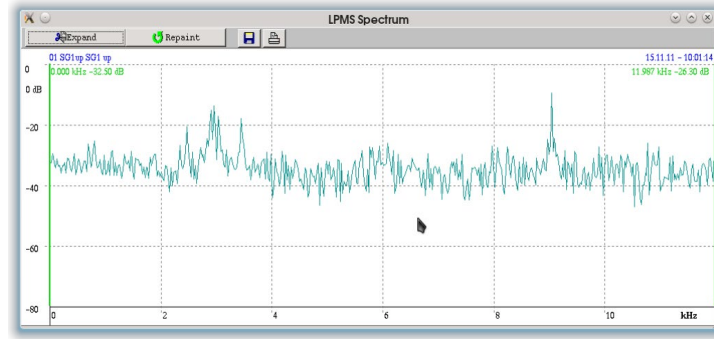 LPMS Spectrum
Expand Repaint
01 SG1up SG1 up 15.11.11 - 10:01:14
0 0.000 kHz -32.50 dB 11.997 kHz -26.30 dB
0 dB
-20
-40
-60
-80
0 2 4 6 8 10 kHz